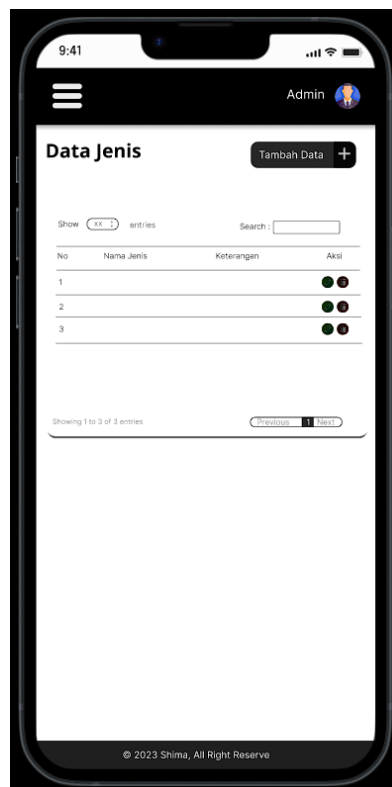 9:41
Admin
Data Jenis
Tambah Data +
Show xx entries
Search :
No Nama Jenis Keterangan Aksi
1
2
3
Showing 1 to 3 of 3 entries
Previous 1 Next
© 2023 Shima, All Right Reserve